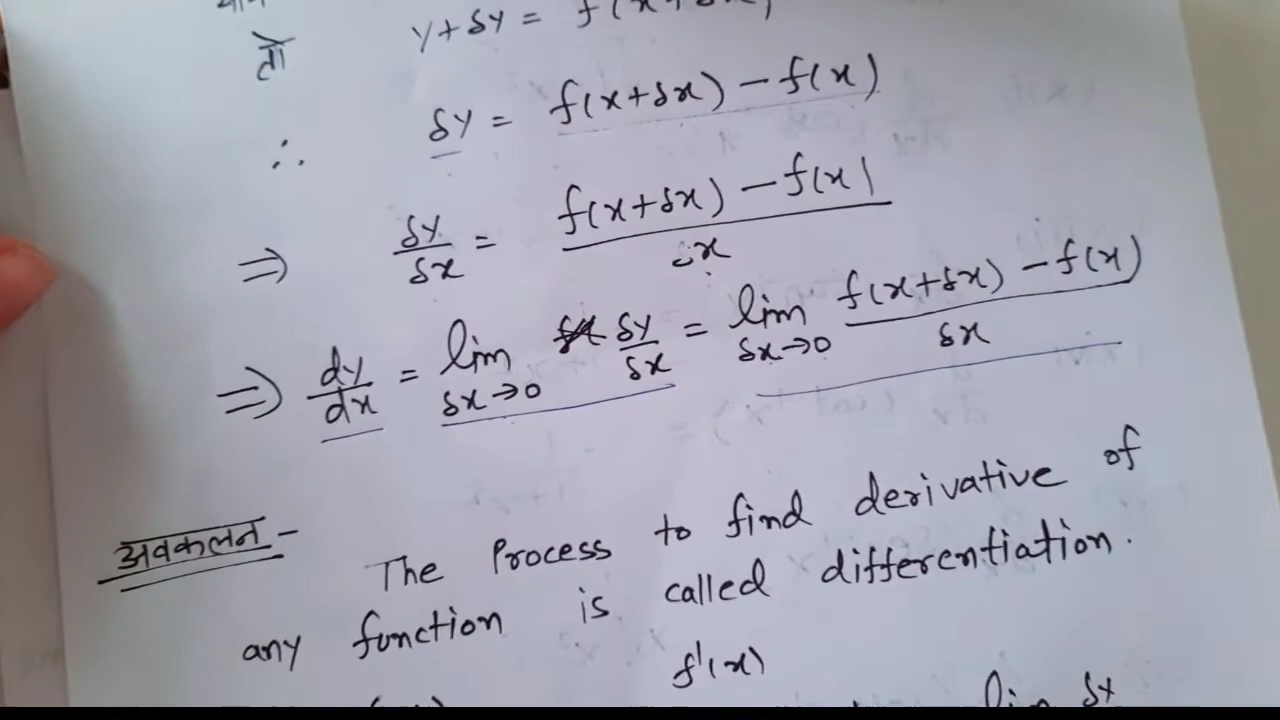 तो y+δy = f(x+δx)
∴ δy = f(x+δx) - f(x)
⇒ δy/δx = f(x+δx) - f(x) / δx
⇒ dy/dx = lim δx→0 δy/δx = lim δx→0 f(x+δx) - f(x) / δx
अवकलन - The Process to find derivative of
any function is called differentiation.
f'(x)